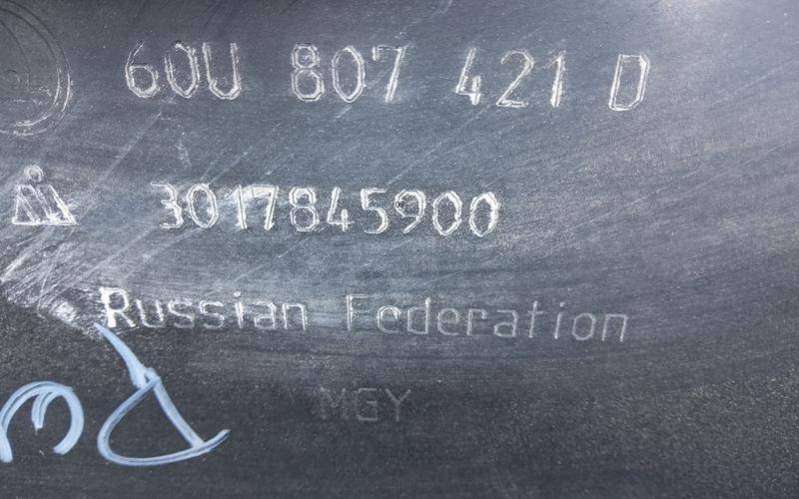 60U 807 421 D
3017845900
Russian Federation
MGY